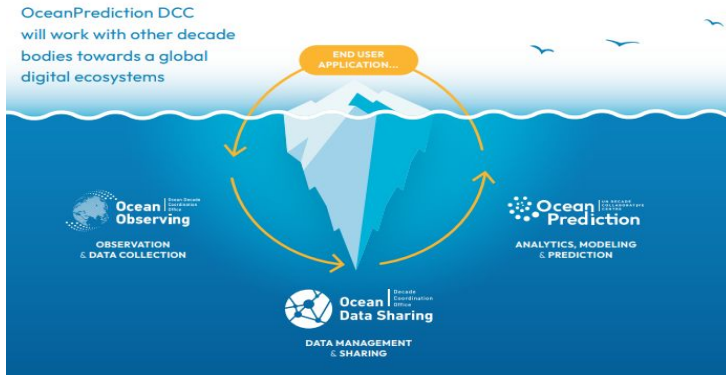 OceanPrediction DCC
will work with other decade
bodies towards a global
digital ecosystems
END USER
APPLICATION...
Ocean
Observing
Ocean Decade
Coordination
Office
OBSERVATION
& DATA COLLECTION
Ocean
Prediction
UN DECADE
COLLABORATIVE
CENTRE
ANALYTICS, MODELING
& PREDICTION
Ocean
Data Sharing
Decade
Coordination
Office
DATA MANAGEMENT
& SHARING